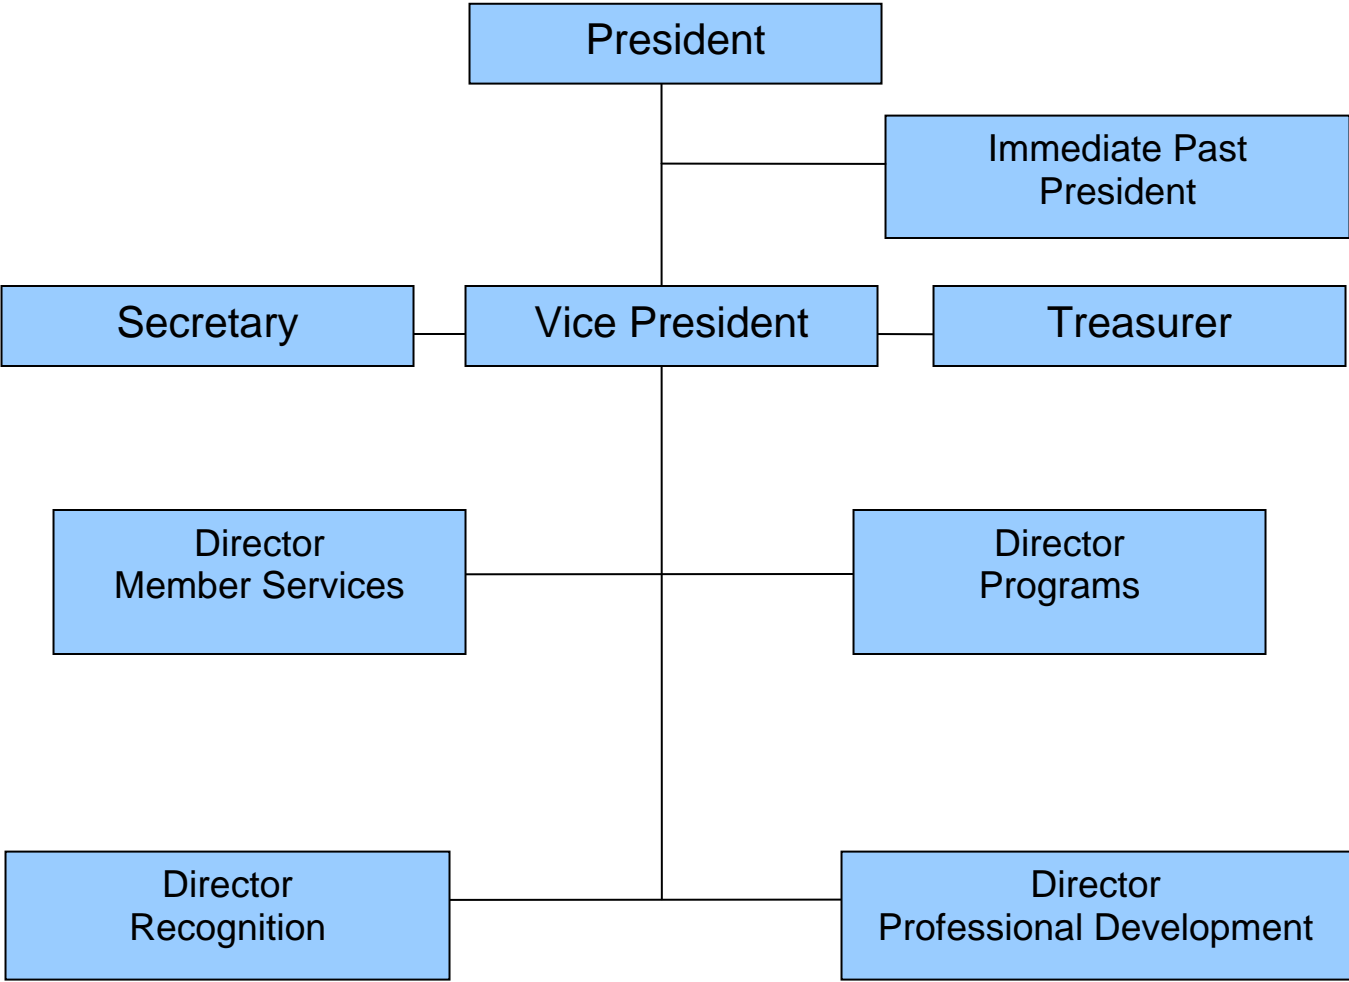 President
Immediate Past
President
Secretary
Vice President
Treasurer
Director
Member Services
Director
Programs
Director
Recognition
Director
Professional Development